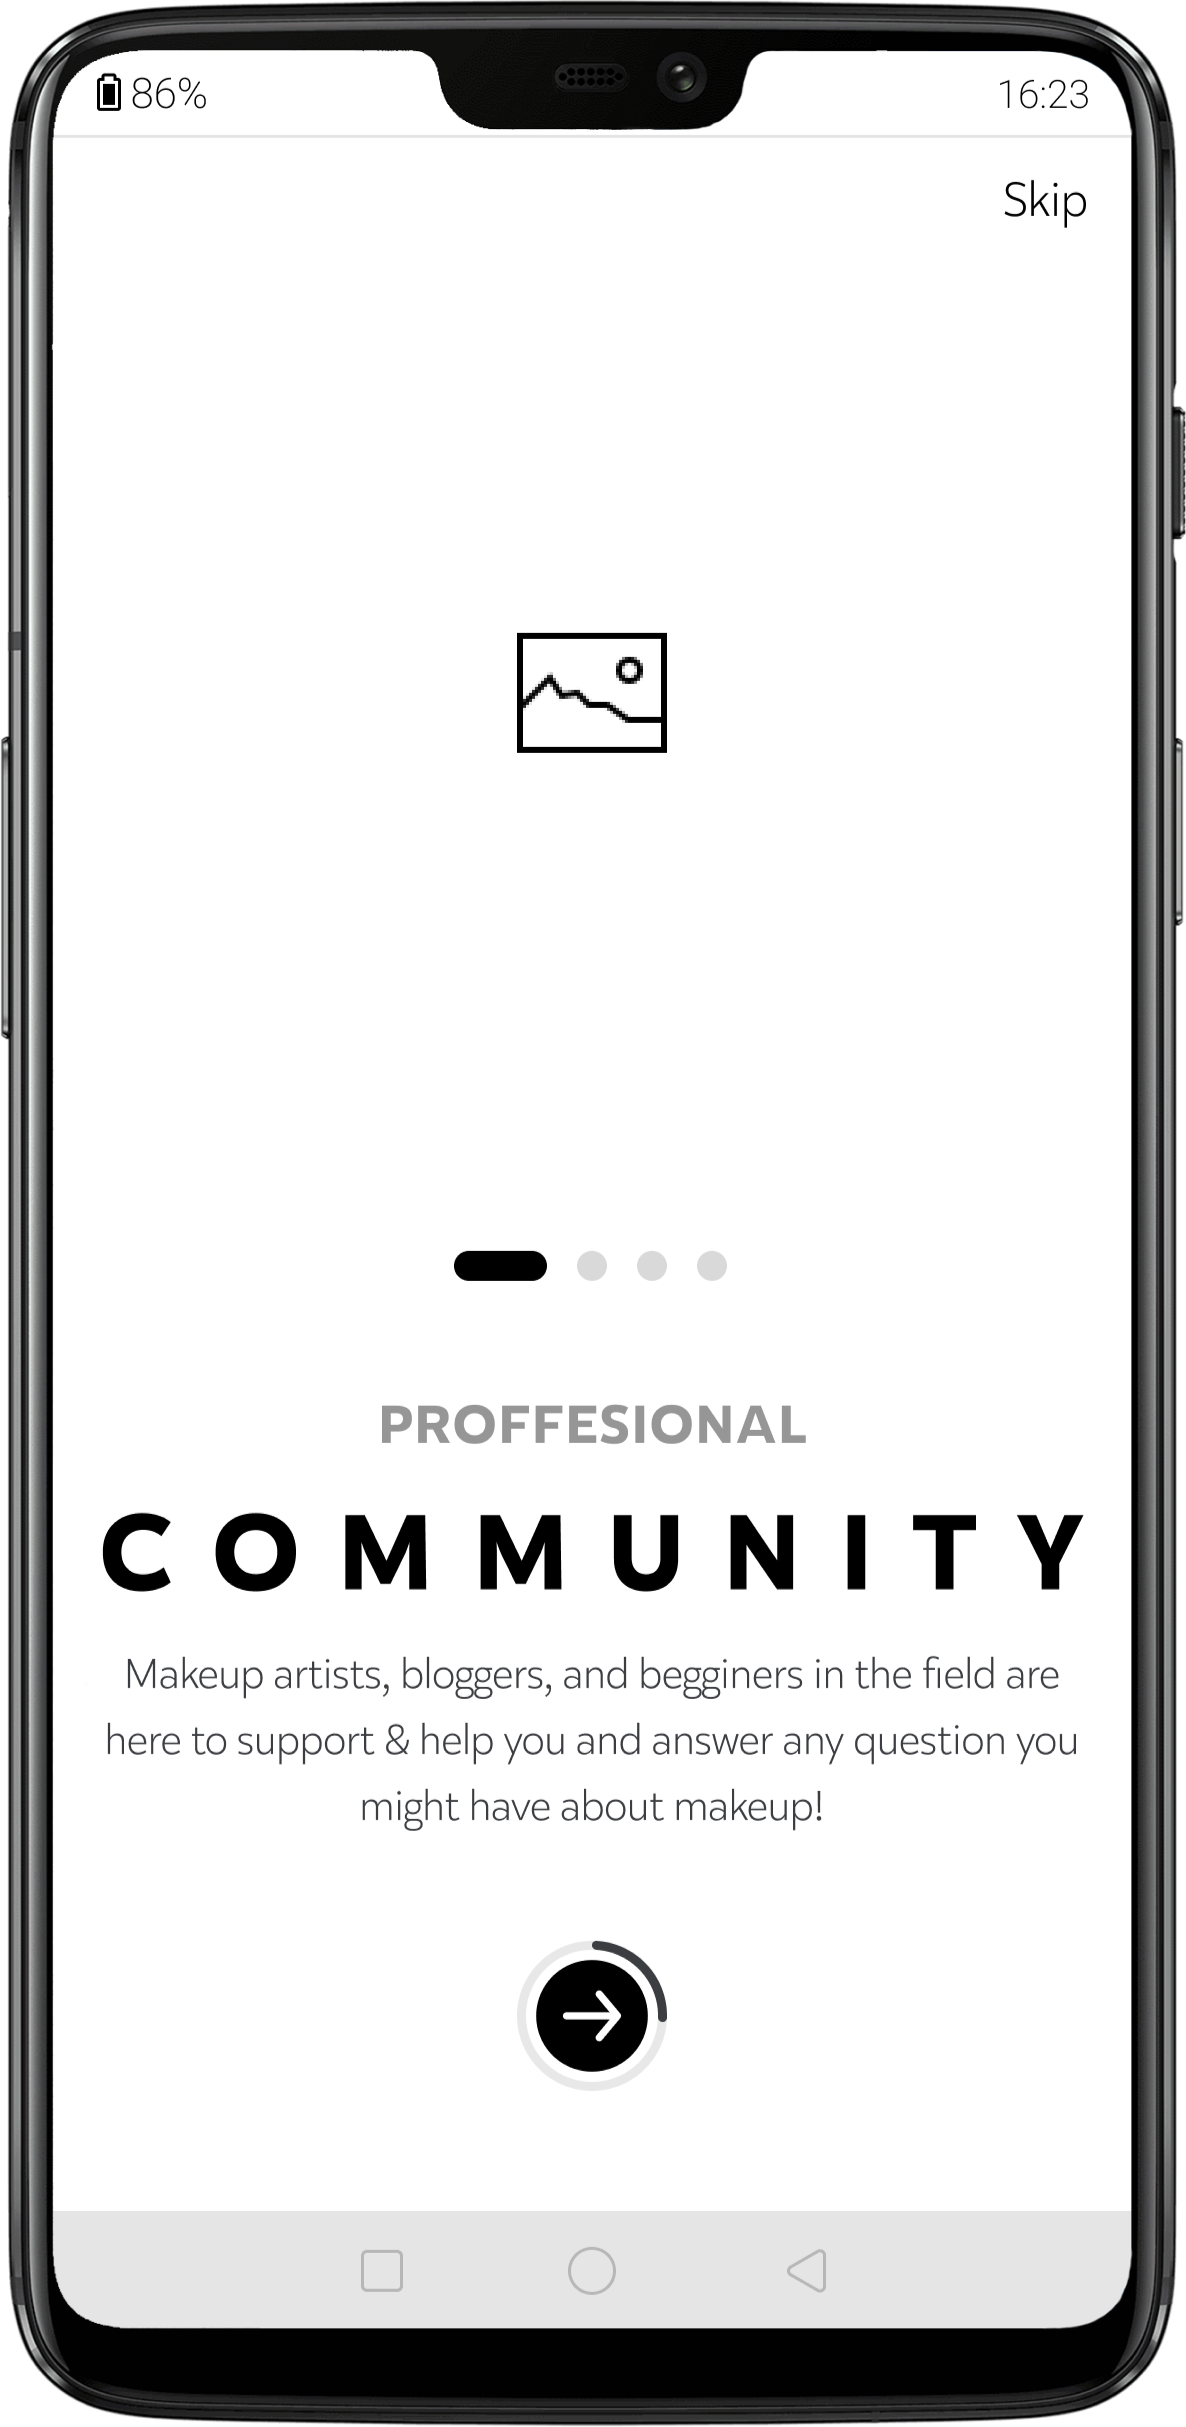 86%
16:23
Skip
PROFFESIONAL
COMMUNITY
Makeup artists, bloggers, and begginers in the field are
here to support & help you and answer any question you
might have about makeup!